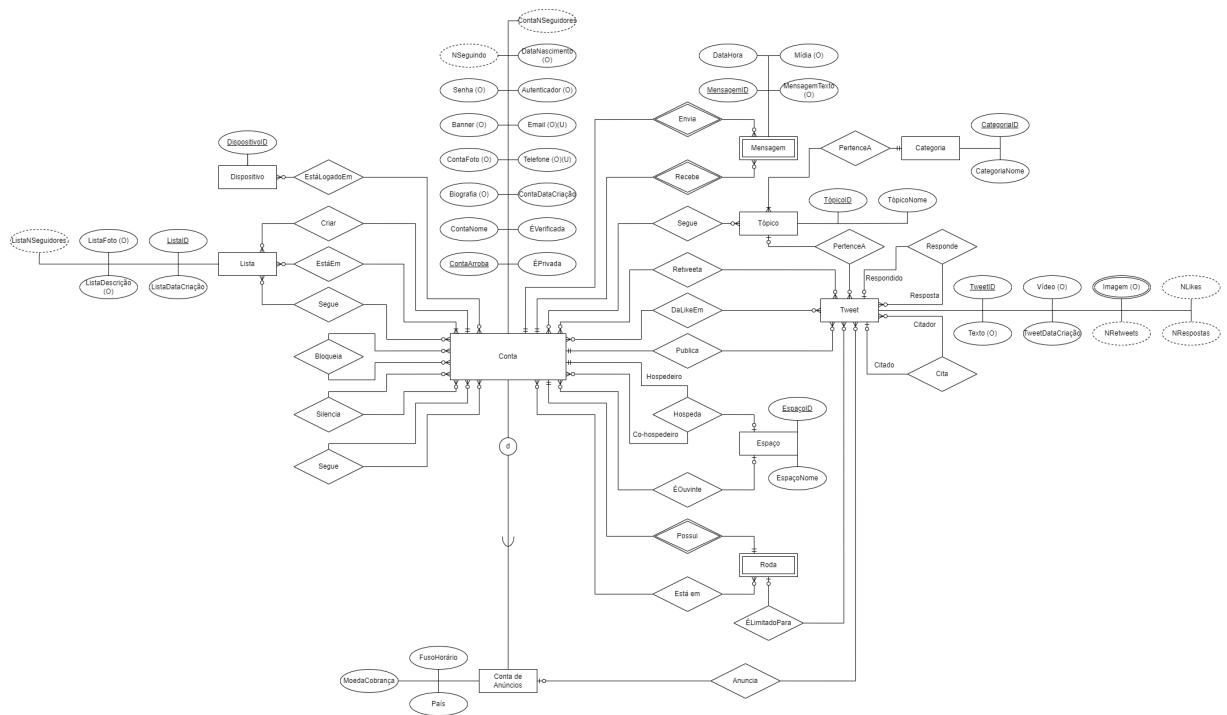 ContaNSeguidores
NSeguindo
DataNascimento
(O)
Senha (O)
Autenticador (O)
Banner (O)
Email (O)(U)
ContaFoto (O)
Telefone (O)(U)
Biografia (O)
ContaDataCriação
ContaNome
ÉVerificada
ContaArroba
ÉPrivada
DataHora
Mídia (O)
MensagemID
MensagemTexto
(O)
Envia
Mensagem
Recebe
PertenceA
Categoria
CategoriaID
CategoriaNome
DispositivoID
Dispositivo
EstáLogadoEm
ListaNSeguidores
ListaFoto (O)
ListaID
ListaDescrição
(O)
ListaDataCriação
Lista
Criar
EstáEm
Segue
Segue
Tópico
TópicoID
TópicoNome
PertenceA
Responde
Respondido
Resposta
Retweeta
DaLikeEm
Publica
Tweet
TweetID
Vídeo (O)
Imagem (O)
NLikes
Texto (O)
TweetDataCriação
NRetweets
NRespostas
Citador
Citado
Cita
Conta
Bloqueia
Silencia
Segue
Hospedeiro
Hospeda
Co-hospedeiro
Espaço
EspaçoID
EspaçoNome
ÉOuvinte
d
Possui
Roda
Está em
ÉLimitadoPara
FusoHorário
MoedaCobrança
País
Conta de
Anúncios
Anuncia